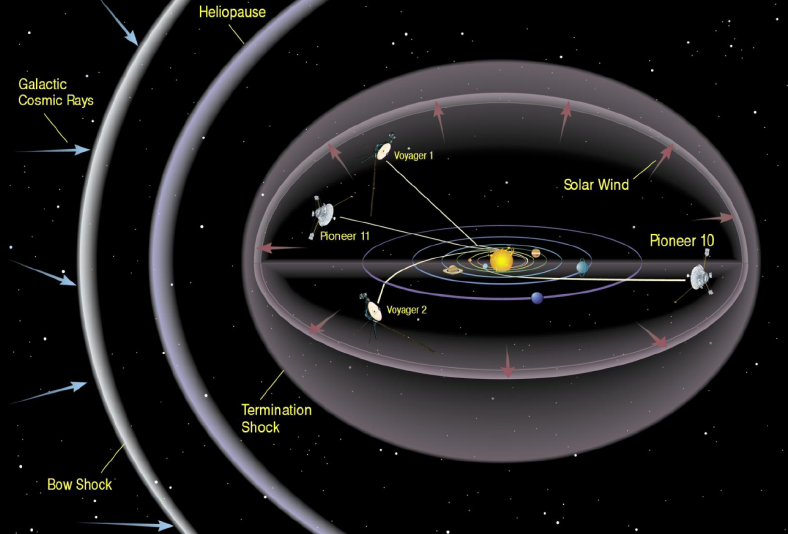 Heliopause
Galactic
Cosmic Rays
Voyager 1
Solar Wind
Pioneer 11
Pioneer 10
Voyager 2
Termination
Shock
Bow Shock